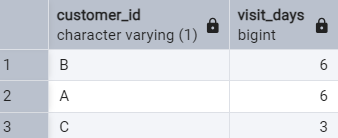 customer_id visit_days
character varying (1) bigint
1 B 6
2 A 6
3 C 3